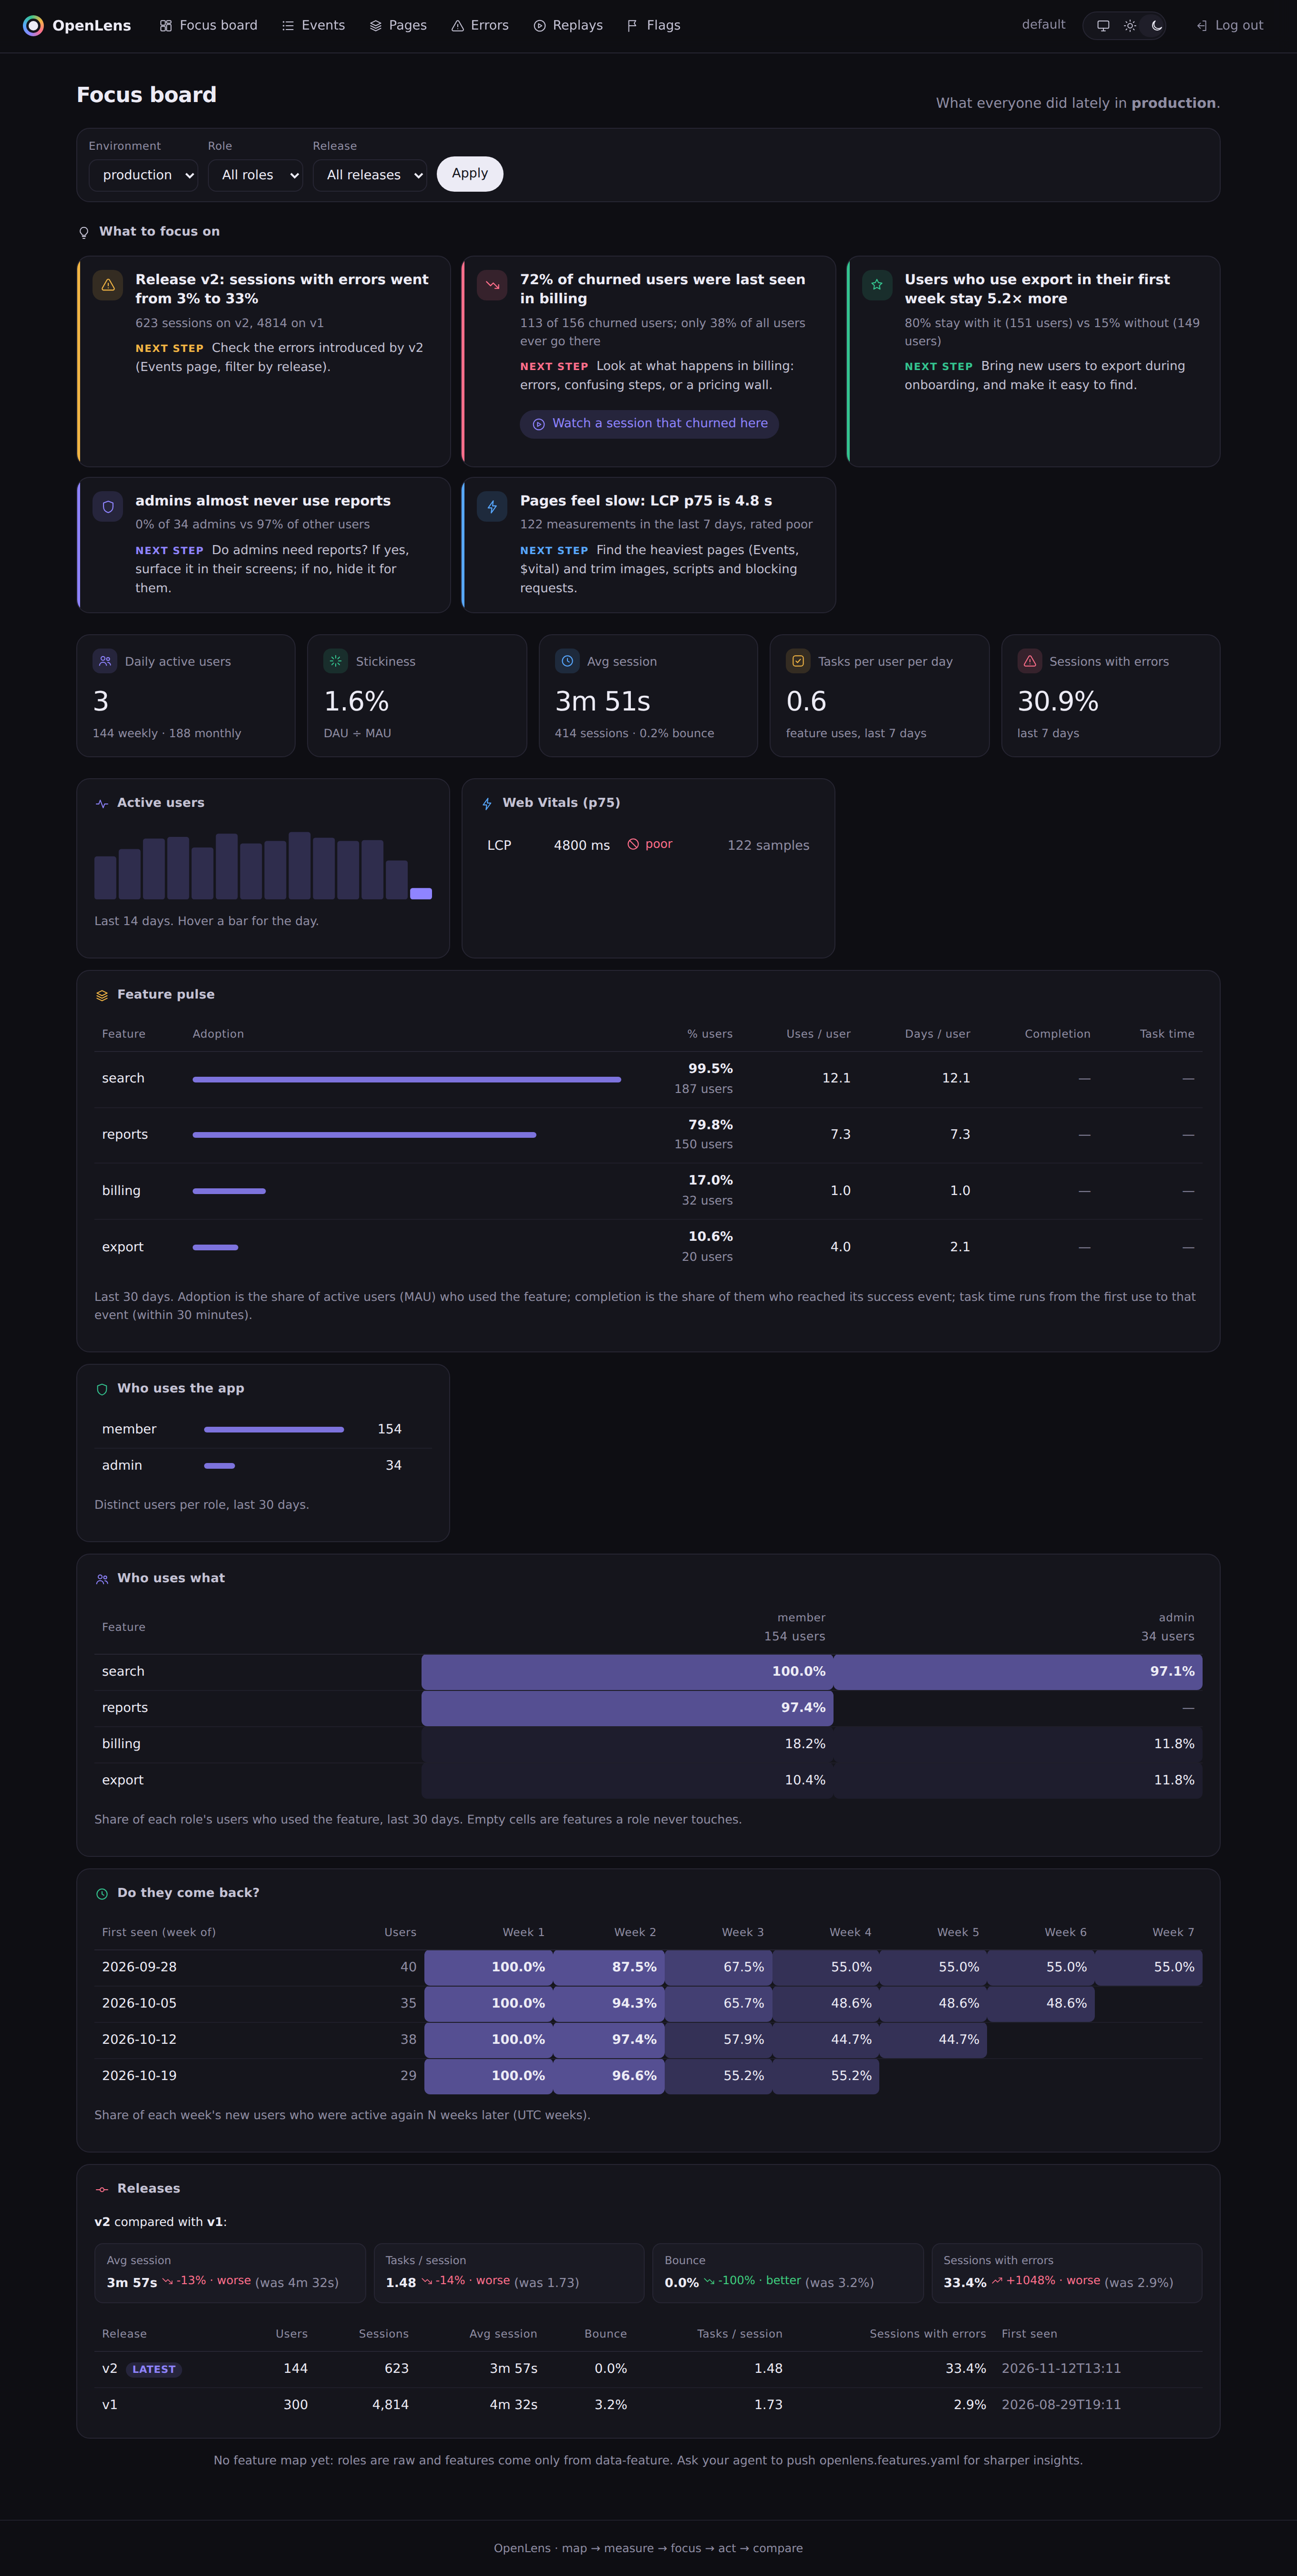 OpenLens
Focus board
Events
Pages
Errors
Replays
Flags
default
Log out
Focus board
What everyone did lately in production.
Environment
Role
Release
production
All roles
All releases
Apply
What to focus on
Release v2: sessions with errors went
from 3% to 33%
623 sessions on v2, 4814 on v1
NEXT STEP Check the errors introduced by v2
(Events page, filter by release).
72% of churned users were last seen
in billing
113 of 156 churned users; only 38% of all users
ever go there
NEXT STEP Look at what happens in billing:
errors, confusing steps, or a pricing wall.
Watch a session that churned here
Users who use export in their first
week stay 5.2× more
80% stay with it (151 users) vs 15% without (149
users)
NEXT STEP Bring new users to export during
onboarding, and make it easy to find.
admins almost never use reports
0% of 34 admins vs 97% of other users
NEXT STEP Do admins need reports? If yes,
surface it in their screens; if no, hide it for
them.
Pages feel slow: LCP p75 is 4.8 s
122 measurements in the last 7 days, rated poor
NEXT STEP Find the heaviest pages (Events,
$vital) and trim images, scripts and blocking
requests.
Daily active users
3
144 weekly · 188 monthly
Stickiness
1.6%
DAU ÷ MAU
Avg session
3m 51s
414 sessions · 0.2% bounce
Tasks per user per day
0.6
feature uses, last 7 days
Sessions with errors
30.9%
last 7 days
Active users
Last 14 days. Hover a bar for the day.
Web Vitals (p75)
LCP 4800 ms poor 122 samples
Feature pulse
Feature Adoption % users Uses / user Days / user Completion Task time
search 99.5% 12.1 12.1 — —
187 users
reports 79.8% 7.3 7.3 — —
150 users
billing 17.0% 1.0 1.0 — —
32 users
export 10.6% 4.0 2.1 — —
20 users
Last 30 days. Adoption is the share of active users (MAU) who used the feature; completion is the share of them who reached its success event; task time runs from the first use to that
event (within 30 minutes).
Who uses the app
member 154
admin 34
Distinct users per role, last 30 days.
Who uses what
Feature member admin
154 users 34 users
search 100.0% 97.1%
reports 97.4% —
billing 18.2% 11.8%
export 10.4% 11.8%
Share of each role's users who used the feature, last 30 days. Empty cells are features a role never touches.
Do they come back?
First seen (week of) Users Week 1 Week 2 Week 3 Week 4 Week 5 Week 6 Week 7
2026-09-28 40 100.0% 87.5% 67.5% 55.0% 55.0% 55.0% 55.0%
2026-10-05 35 100.0% 94.3% 65.7% 48.6% 48.6% 48.6%
2026-10-12 38 100.0% 97.4% 57.9% 44.7% 44.7%
2026-10-19 29 100.0% 96.6% 55.2% 55.2%
Share of each week's new users who were active again N weeks later (UTC weeks).
Releases
v2 compared with v1:
Avg session
3m 57s -13% · worse (was 4m 32s)
Tasks / session
1.48 -14% · worse (was 1.73)
Bounce
0.0% -100% · better (was 3.2%)
Sessions with errors
33.4% +1048% · worse (was 2.9%)
Release Users Sessions Avg session Bounce Tasks / session Sessions with errors First seen
v2 LATEST 144 623 3m 57s 0.0% 1.48 33.4% 2026-11-12T13:11
v1 300 4,814 4m 32s 3.2% 1.73 2.9% 2026-08-29T19:11
No feature map yet: roles are raw and features come only from data-feature. Ask your agent to push openlens.features.yaml for sharper insights.
OpenLens · map → measure → focus → act → compare